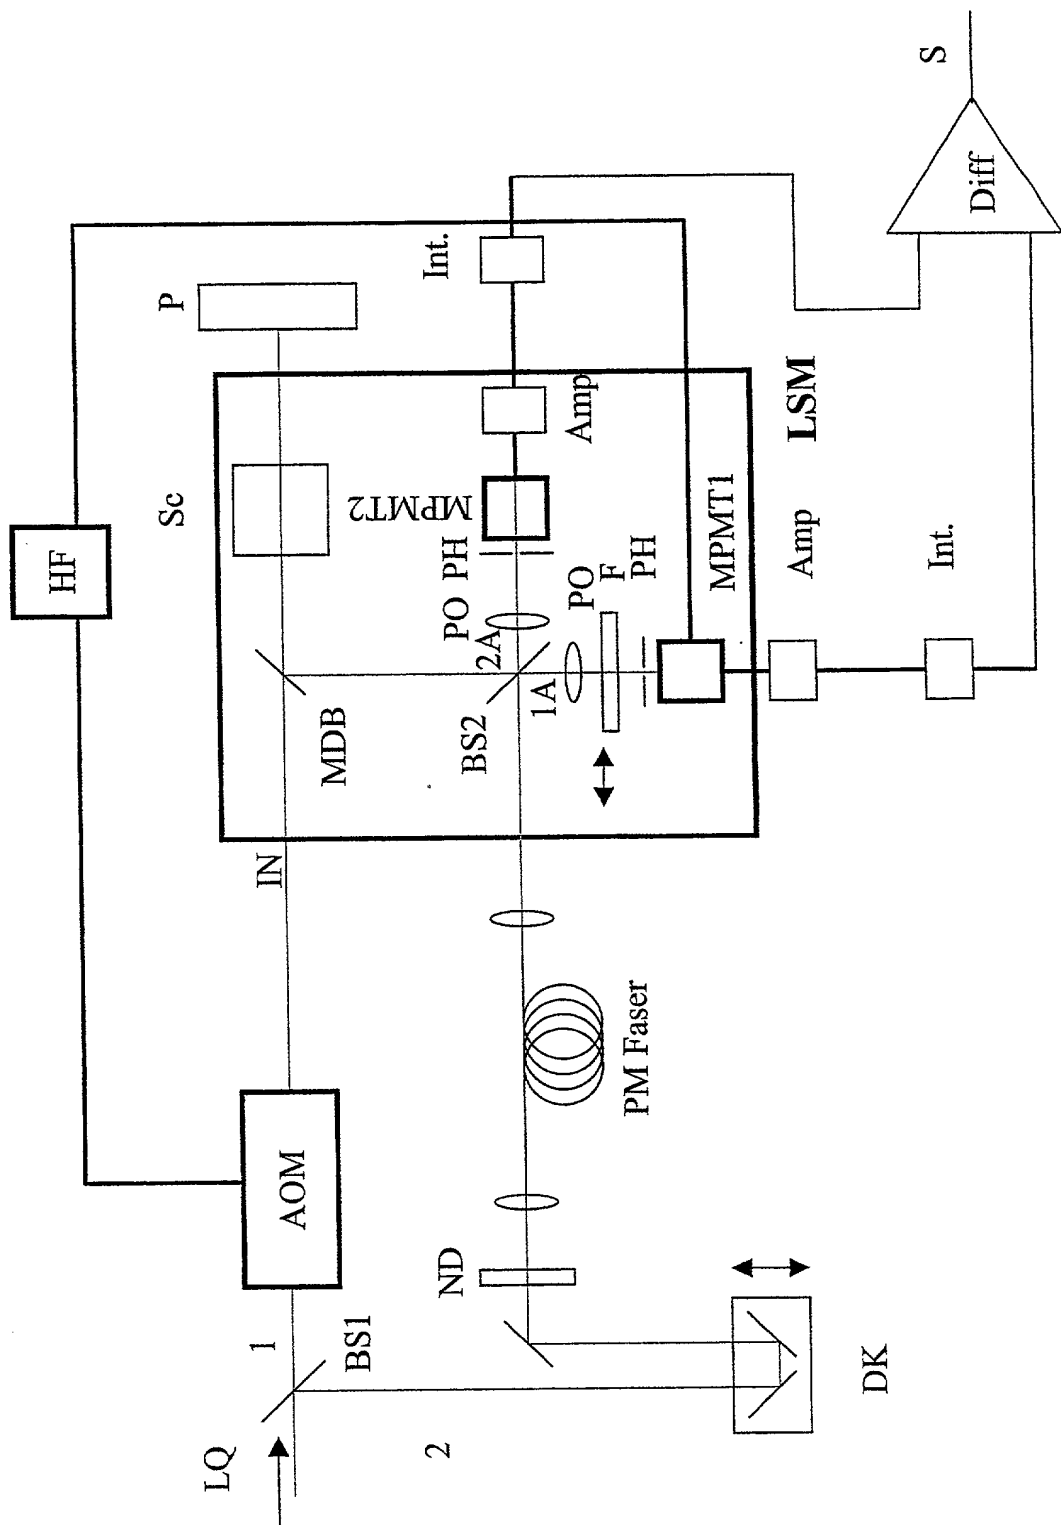 HF
S
P
Int.
Diff
Sc
Amp
LSM
MPMT2
PO PH
PO
F
PH
MPMT1
Amp
Int.
2A
1A
BS2
MDB
IN
PM Faser
AOM
ND
1
BS1
DK
LQ
2